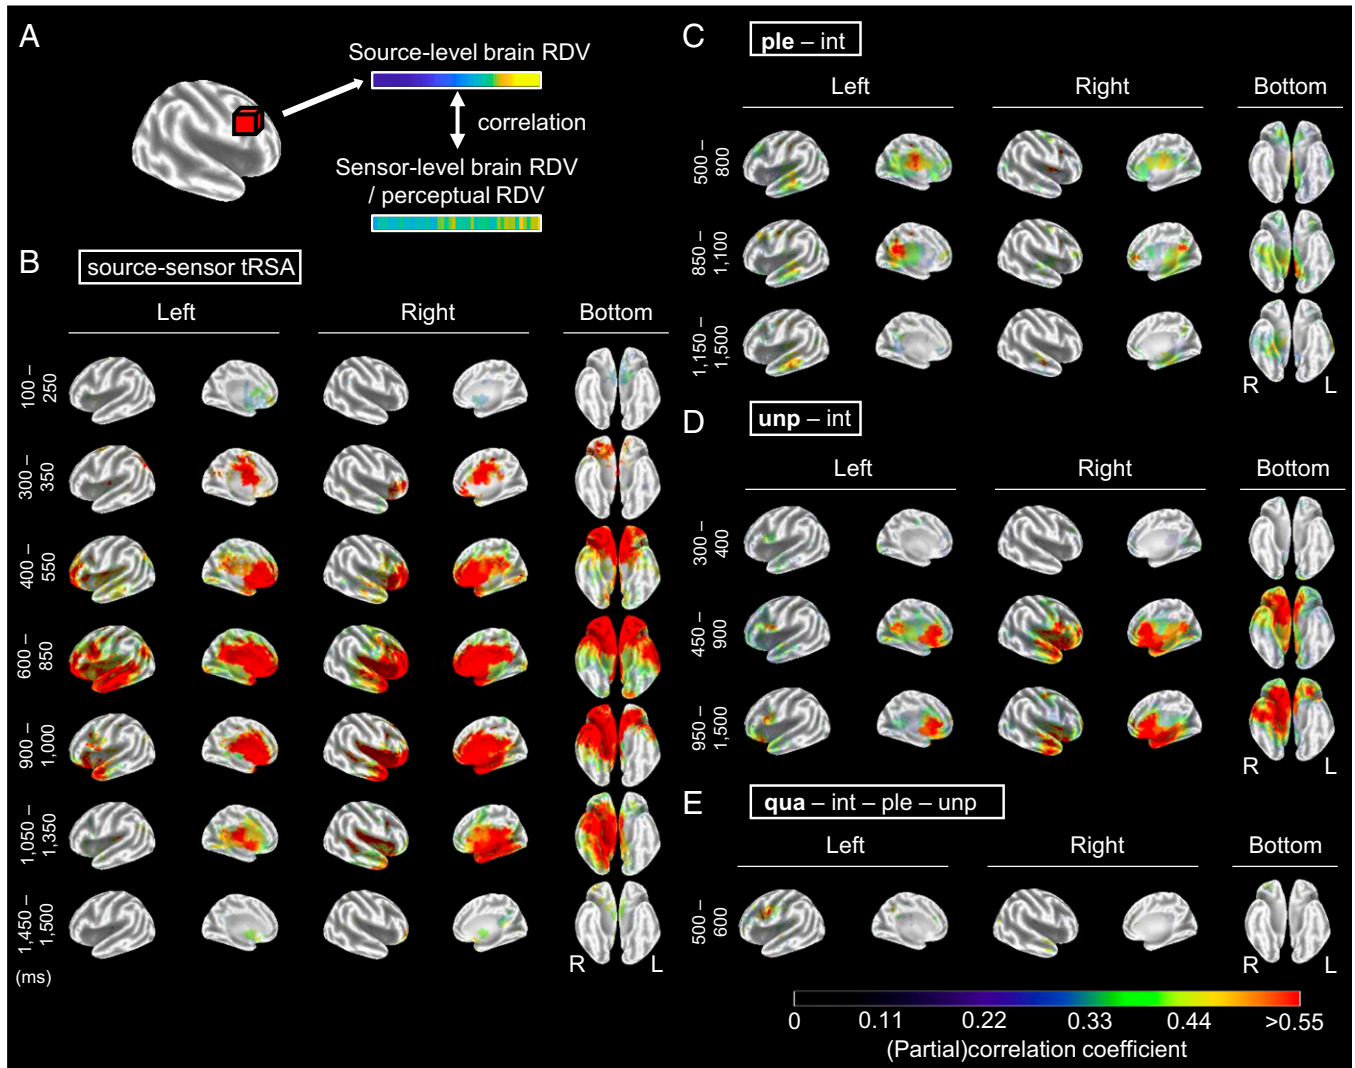 A
Source-level brain RDV
correlation
Sensor-level brain RDV
/ perceptual RDV
B
source-sensor tRSA
Left
Right
Bottom
100 –
250
300 –
350
400 –
550
600 –
850
900 –
1,000
1,050 –
1,350
1,450 –
1,500
(ms)
R
L
C
ple – int
Left
Right
Bottom
500 –
800
850 –
1,100
1,150 –
1,500
R
L
D
unp – int
Left
Right
Bottom
300 –
400
450 –
900
950 –
1,500
R
L
E
qua – int – ple – unp
Left
Right
Bottom
500 –
600
R
L
0 0.11 0.22 0.33 0.44 >0.55
(Partial)correlation coefficient